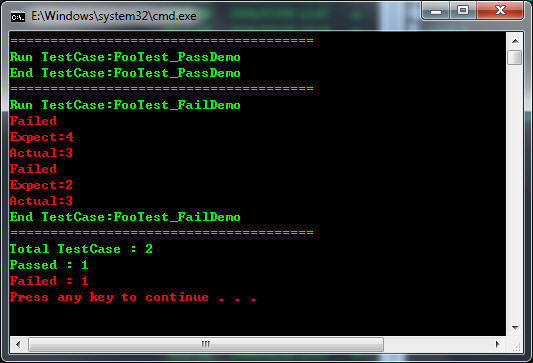 E:\Windows\system32\cmd.exe
======================================
Run TestCase:FooTest_PassDemo
End TestCase:FooTest_PassDemo
======================================
Run TestCase:FooTest_FailDemo
Failed
Expect:4
Actual:3
Failed
Expect:2
Actual:3
End TestCase:FooTest_FailDemo
======================================
Total TestCase : 2
Passed : 1
Failed : 1
Press any key to continue . . .